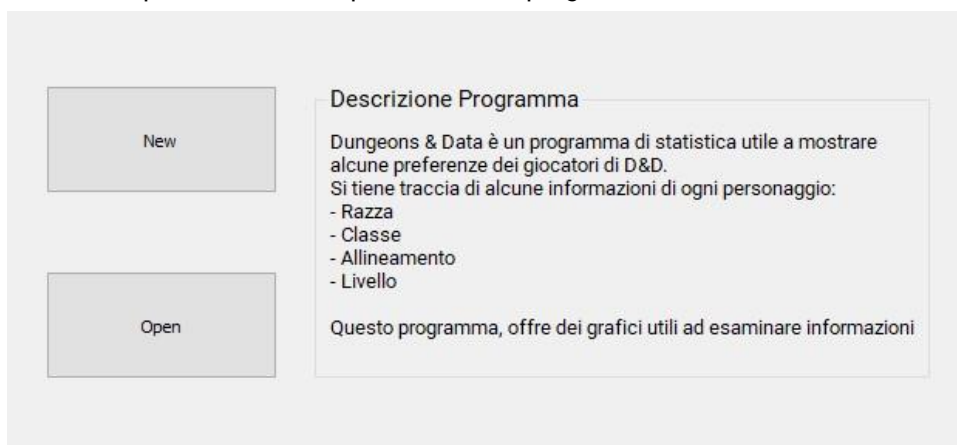 New
Open
Descrizione Programma
Dungeons & Data è un programma di statistica utile a mostrare
alcune preferenze dei giocatori di D&D.
Si tiene traccia di alcune informazioni di ogni personaggio:
- Razza
- Classe
- Allineamento
- Livello
Questo programma, offre dei grafici utili ad esaminare informazioni